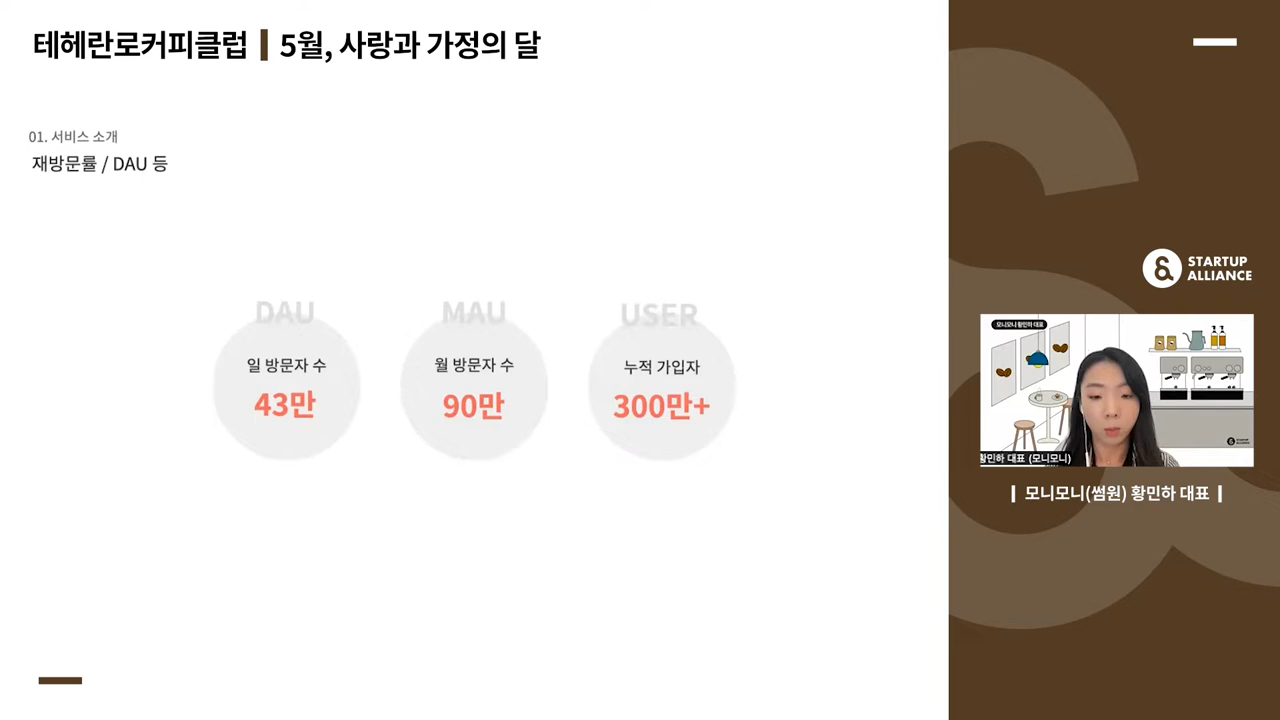 테헤란로커피클럽 | 5월, 사랑과 가정의 달
01. 서비스 소개
재방문률 / DAU 등
DAU
일 방문자 수
43만
MAU
월 방문자 수
90만
USER
누적 가입자
300만+
STARTUP
ALLIANCE
모니모니 황민하 대표
STARTUP
ALLIANCE
황민하 대표 (모니모니)
| 모니모니(썸원) 황민하 대표 |